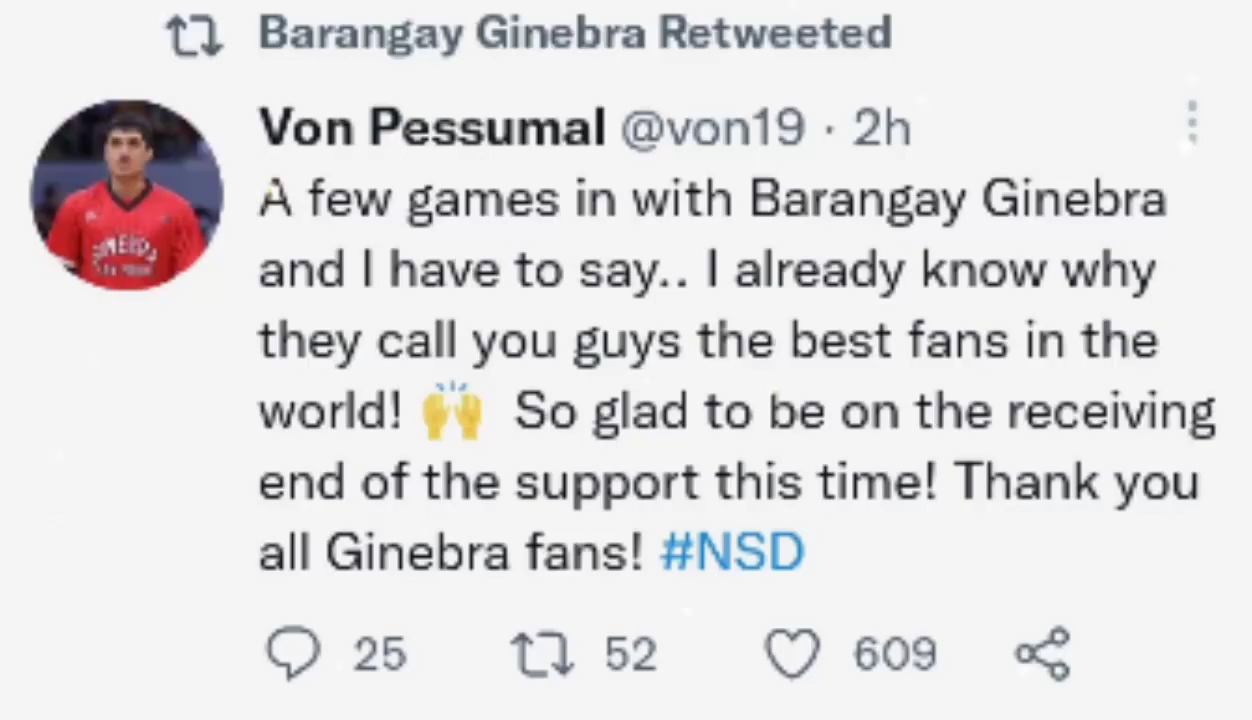 Barangay Ginebra Retweeted
Von Pessumal @von19 · 2h
A few games in with Barangay Ginebra
and I have to say.. I already know why
they call you guys the best fans in the
world! 🙌 So glad to be on the receiving
end of the support this time! Thank you
all Ginebra fans! #NSD
25 52 609